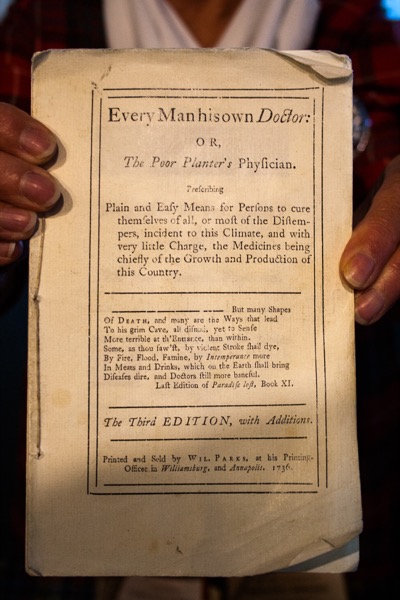 Every Man his own Doctor:
OR,
The Poor Planter's Phyſician.
Preſcribing
Plain and Eaſy Means for Perſons to cure
themſelves of all, or moſt of the Diſtem-
pers, incident to this Climate, and with
very little Charge, the Medicines being
chiefly of the Growth and Production of
this Country.
But many Shapes
Of DEATH, and many are the Ways that lead
To his grim Cave, all diſmal, yet to Senſe
More terrible at th'Entrance, than within.
Some, as thou ſaw'ſt, by violent Stroke ſhall dye,
By Fire, Flood, Famine, by Intemperance more
In Meats and Drinks, which on the Earth ſhall bring
Diſeaſes dire, and Doctors ſtill more baneful.
Laſt Edition of Paradiſe loſt, Book XI.
The Third EDITION, with Additions.
Printed and Sold by WIL. PARKS, at his Printing-
Office, in Williamsburg, and Annapolis. 1736.